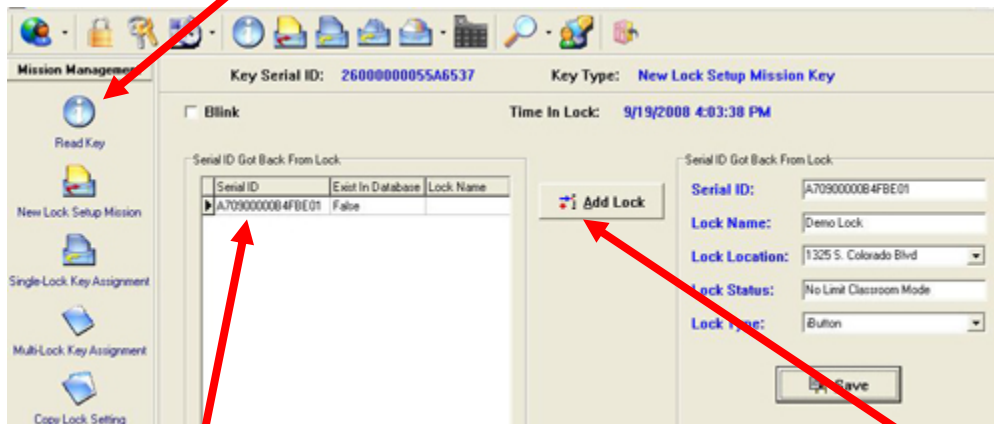 Mission Management
Key Serial ID: 26000000055A6537 Key Type: New Lock Setup Mission Key
Blink Time In Lock: 9/19/2008 4:03:38 PM
Read Key
Serial ID Got Back From Lock
Serial ID Exist In Database Lock Name
A70900000B4FBE01 False
New Lock Setup Mission
Single-Lock Key Assignment
Multi-Lock Key Assignment
Copy Lock Setting
Add Lock
Serial ID Got Back From Lock
Serial ID: A70900000B4FBE01
Lock Name: Demo Lock
Lock Location: 1325 S. Colorado Blvd
Lock Status: No Limit Classroom Mode
Lock Type: iButton
Save